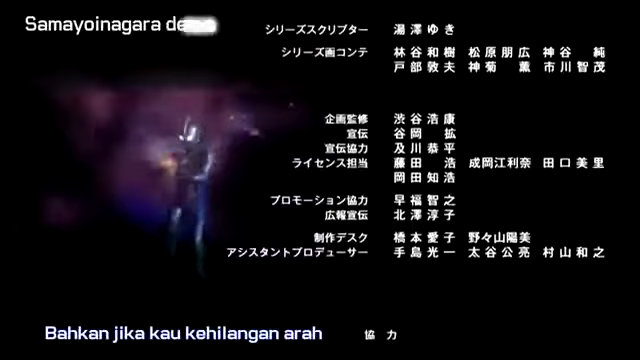 Samayoinagara de
シリーズスクリプター 湯澤ゆき
シリーズ画コンテ 林谷和樹 松原朋広 神谷 純
戸部敦夫 神菊 薫 市川智茂
企画監修 渋谷浩康
宣伝 谷岡 拡
宣伝協力 及川恭平
ライセンス担当 藤田 浩 成岡江利奈 田口美里
岡田知浩
プロモーション協力 早福智之
広報宣伝 北澤淳子
制作デスク 橋本愛子 野々山陽美
アシスタントプロデューサー 手島光一 太谷公亮 村山和之
Bahkan jika kau kehilangan arah
協 力